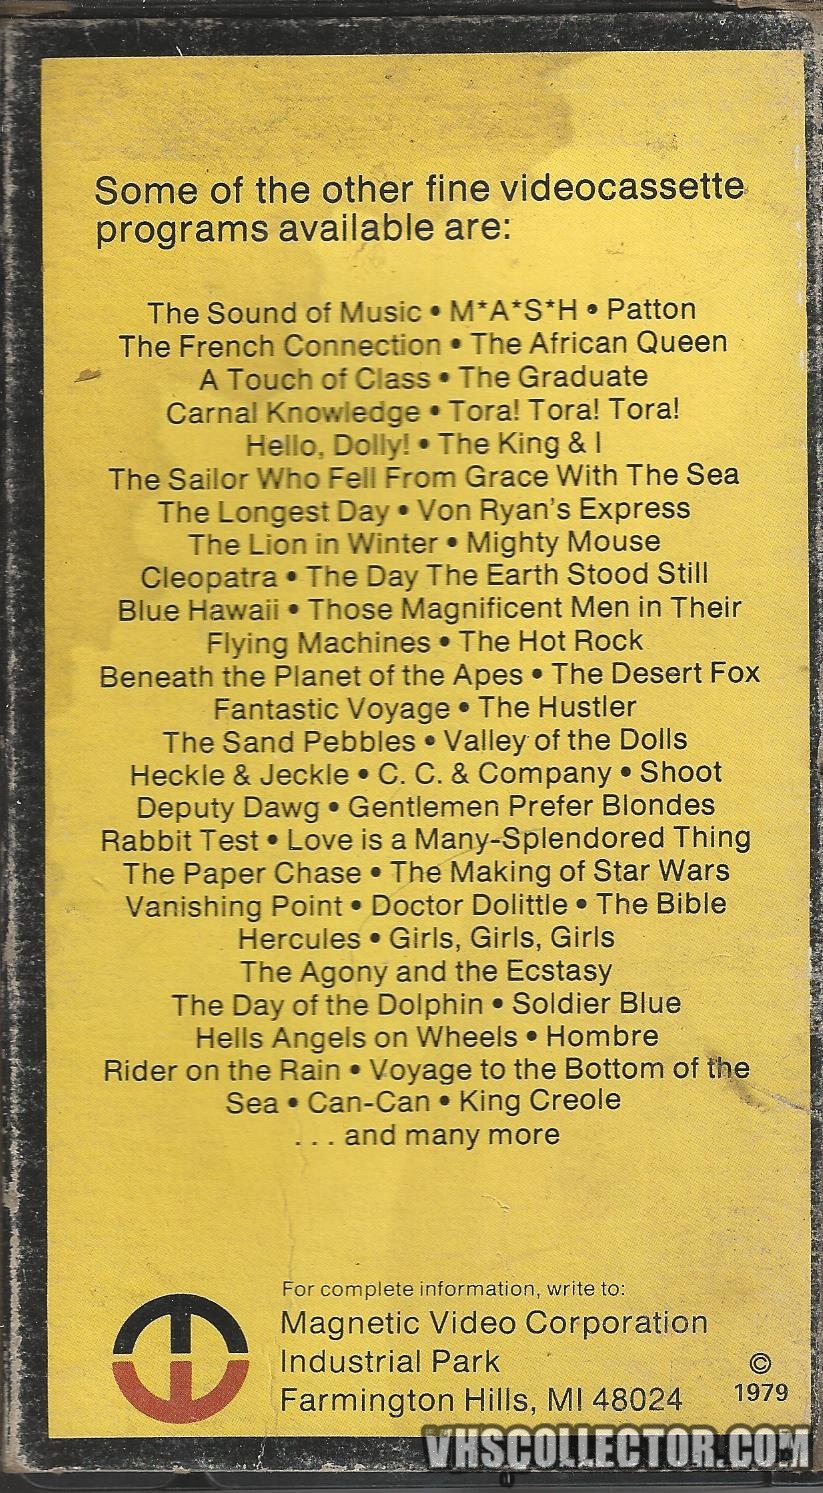 Some of the other fine videocassette
programs available are:
The Sound of Music • M*A*S*H • Patton
The French Connection • The African Queen
A Touch of Class • The Graduate
Carnal Knowledge • Tora! Tora! Tora!
Hello, Dolly! • The King & I
The Sailor Who Fell From Grace With The Sea
The Longest Day • Von Ryan's Express
The Lion in Winter • Mighty Mouse
Cleopatra • The Day The Earth Stood Still
Blue Hawaii • Those Magnificent Men in Their
Flying Machines • The Hot Rock
Beneath the Planet of the Apes • The Desert Fox
Fantastic Voyage • The Hustler
The Sand Pebbles • Valley of the Dolls
Heckle & Jeckle • C. C. & Company • Shoot
Deputy Dawg • Gentlemen Prefer Blondes
Rabbit Test • Love is a Many-Splendored Thing
The Paper Chase • The Making of Star Wars
Vanishing Point • Doctor Dolittle • The Bible
Hercules • Girls, Girls, Girls
The Agony and the Ecstasy
The Day of the Dolphin • Soldier Blue
Hells Angels on Wheels • Hombre
Rider on the Rain • Voyage to the Bottom of the
Sea • Can-Can • King Creole
. . . and many more
For complete information, write to:
Magnetic Video Corporation
Industrial Park
Farmington Hills, MI 48024
©
1979
VHSCOLLECTOR.COM